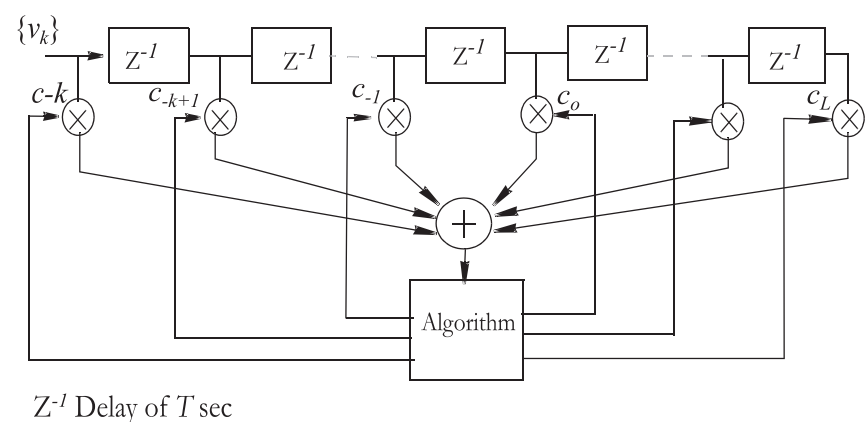 {v_k}
Z^-1 Z^-1 Z^-1 Z^-1 Z^-1
c-k c_-k+1 c_-1 c_o c_L
+
Algorithm
Z^-1 Delay of T sec